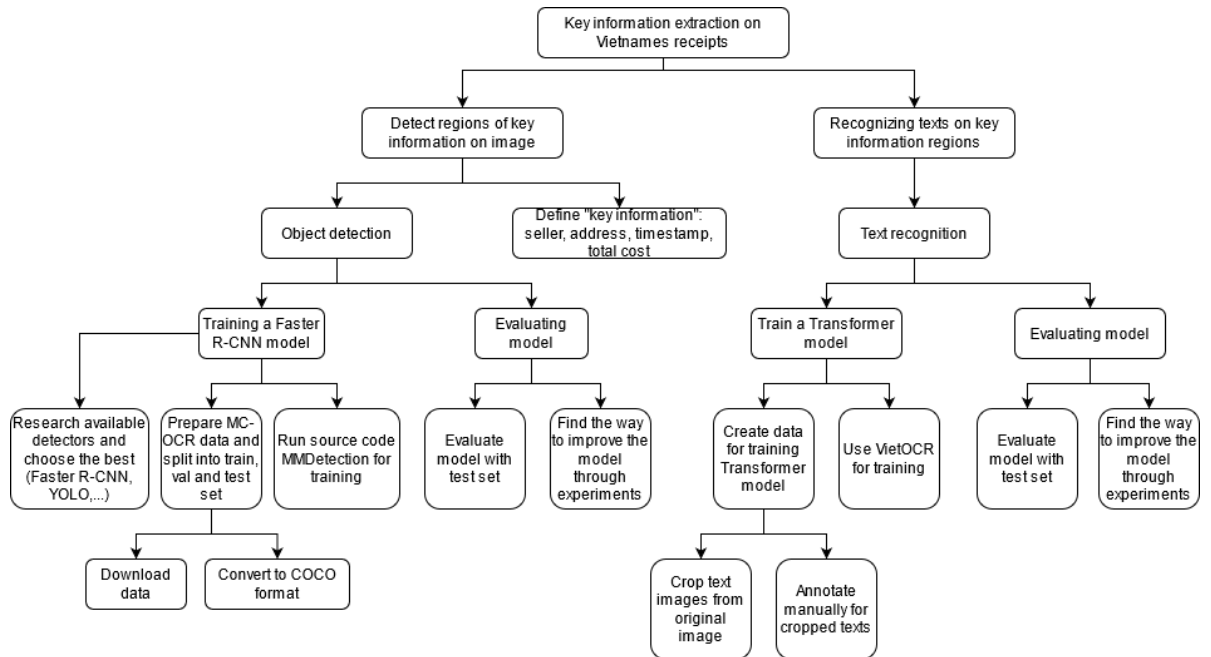 Key information extraction on
Vietnames receipts
Detect regions of key
information on image
Recognizing texts on key
information regions
Object detection
Define "key information":
seller, address, timestamp,
total cost
Text recognition
Training a Faster
R-CNN model
Evaluating
model
Train a Transformer
model
Evaluating model
Research available
detectors and
choose the best
(Faster R-CNN,
YOLO,...)
Prepare MC-
OCR data and
split into train,
val and test
set
Run source code
MMDetection for
training
Evaluate
model with
test set
Find the way
to improve the
model
through
experiments
Create data
for training
Transformer
model
Use VietOCR
for training
Evaluate
model with
test set
Find the way
to improve the
model
through
experiments
Download
data
Convert to COCO
format
Crop text
images from
original
image
Annotate
manually for
cropped texts